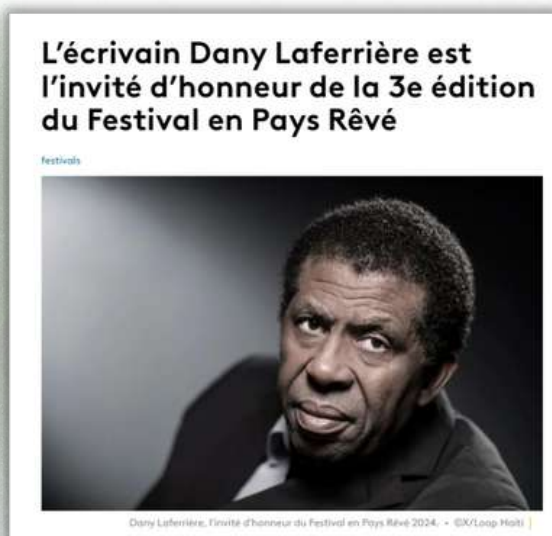 L'écrivain Dany Laferrière est
l'invité d'honneur de la 3e édition
du Festival en Pays Rêvé
festivals
Dany Laferrière, l'invité d'honneur du Festival en Pays Rêvé 2024. • ©X/Loop Haïti |